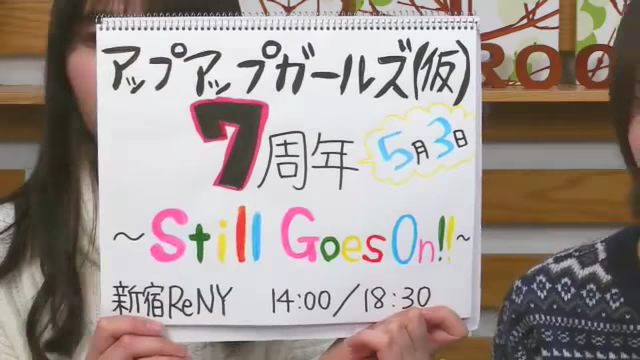 アップアップガールズ(仮)
7周年 5月3日
～Still Goes On!!～
新宿ReNY 14:00/18:30
ROO